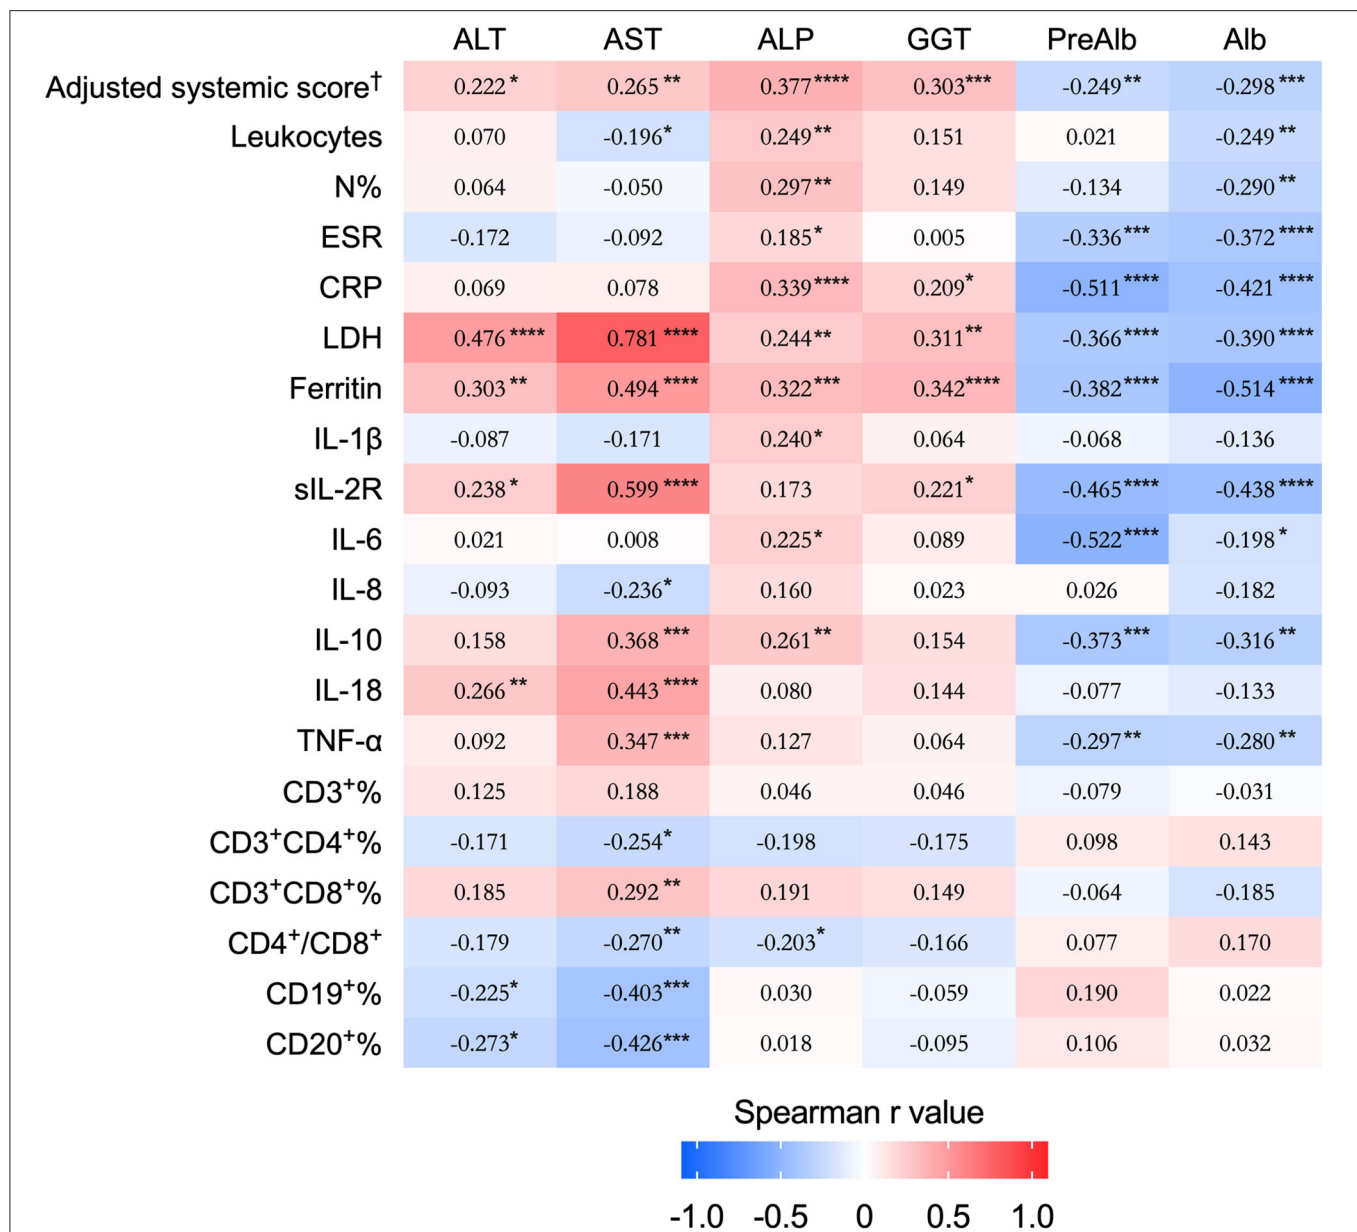 ALT AST ALP GGT PreAlb Alb
Adjusted systemic score† 0.222* 0.265** 0.377**** 0.303*** -0.249** -0.298***
Leukocytes 0.070 -0.196* 0.249** 0.151 0.021 -0.249**
N% 0.064 -0.050 0.297** 0.149 -0.134 -0.290**
ESR -0.172 -0.092 0.185* 0.005 -0.336*** -0.372****
CRP 0.069 0.078 0.339**** 0.209* -0.511**** -0.421****
LDH 0.476**** 0.781**** 0.244** 0.311** -0.366**** -0.390****
Ferritin 0.303** 0.494**** 0.322*** 0.342**** -0.382**** -0.514****
IL-1β -0.087 -0.171 0.240* 0.064 -0.068 -0.136
sIL-2R 0.238* 0.599**** 0.173 0.221* -0.465**** -0.438****
IL-6 0.021 0.008 0.225* 0.089 -0.522**** -0.198*
IL-8 -0.093 -0.236* 0.160 0.023 0.026 -0.182
IL-10 0.158 0.368*** 0.261** 0.154 -0.373*** -0.316**
IL-18 0.266** 0.443**** 0.080 0.144 -0.077 -0.133
TNF-α 0.092 0.347*** 0.127 0.064 -0.297** -0.280**
CD3⁺% 0.125 0.188 0.046 0.046 -0.079 -0.031
CD3⁺CD4⁺% -0.171 -0.254* -0.198 -0.175 0.098 0.143
CD3⁺CD8⁺% 0.185 0.292** 0.191 0.149 -0.064 -0.185
CD4⁺/CD8⁺ -0.179 -0.270** -0.203* -0.166 0.077 0.170
CD19⁺% -0.225* -0.403*** 0.030 -0.059 0.190 0.022
CD20⁺% -0.273* -0.426*** 0.018 -0.095 0.106 0.032
Spearman r value
-1.0 -0.5 0 0.5 1.0